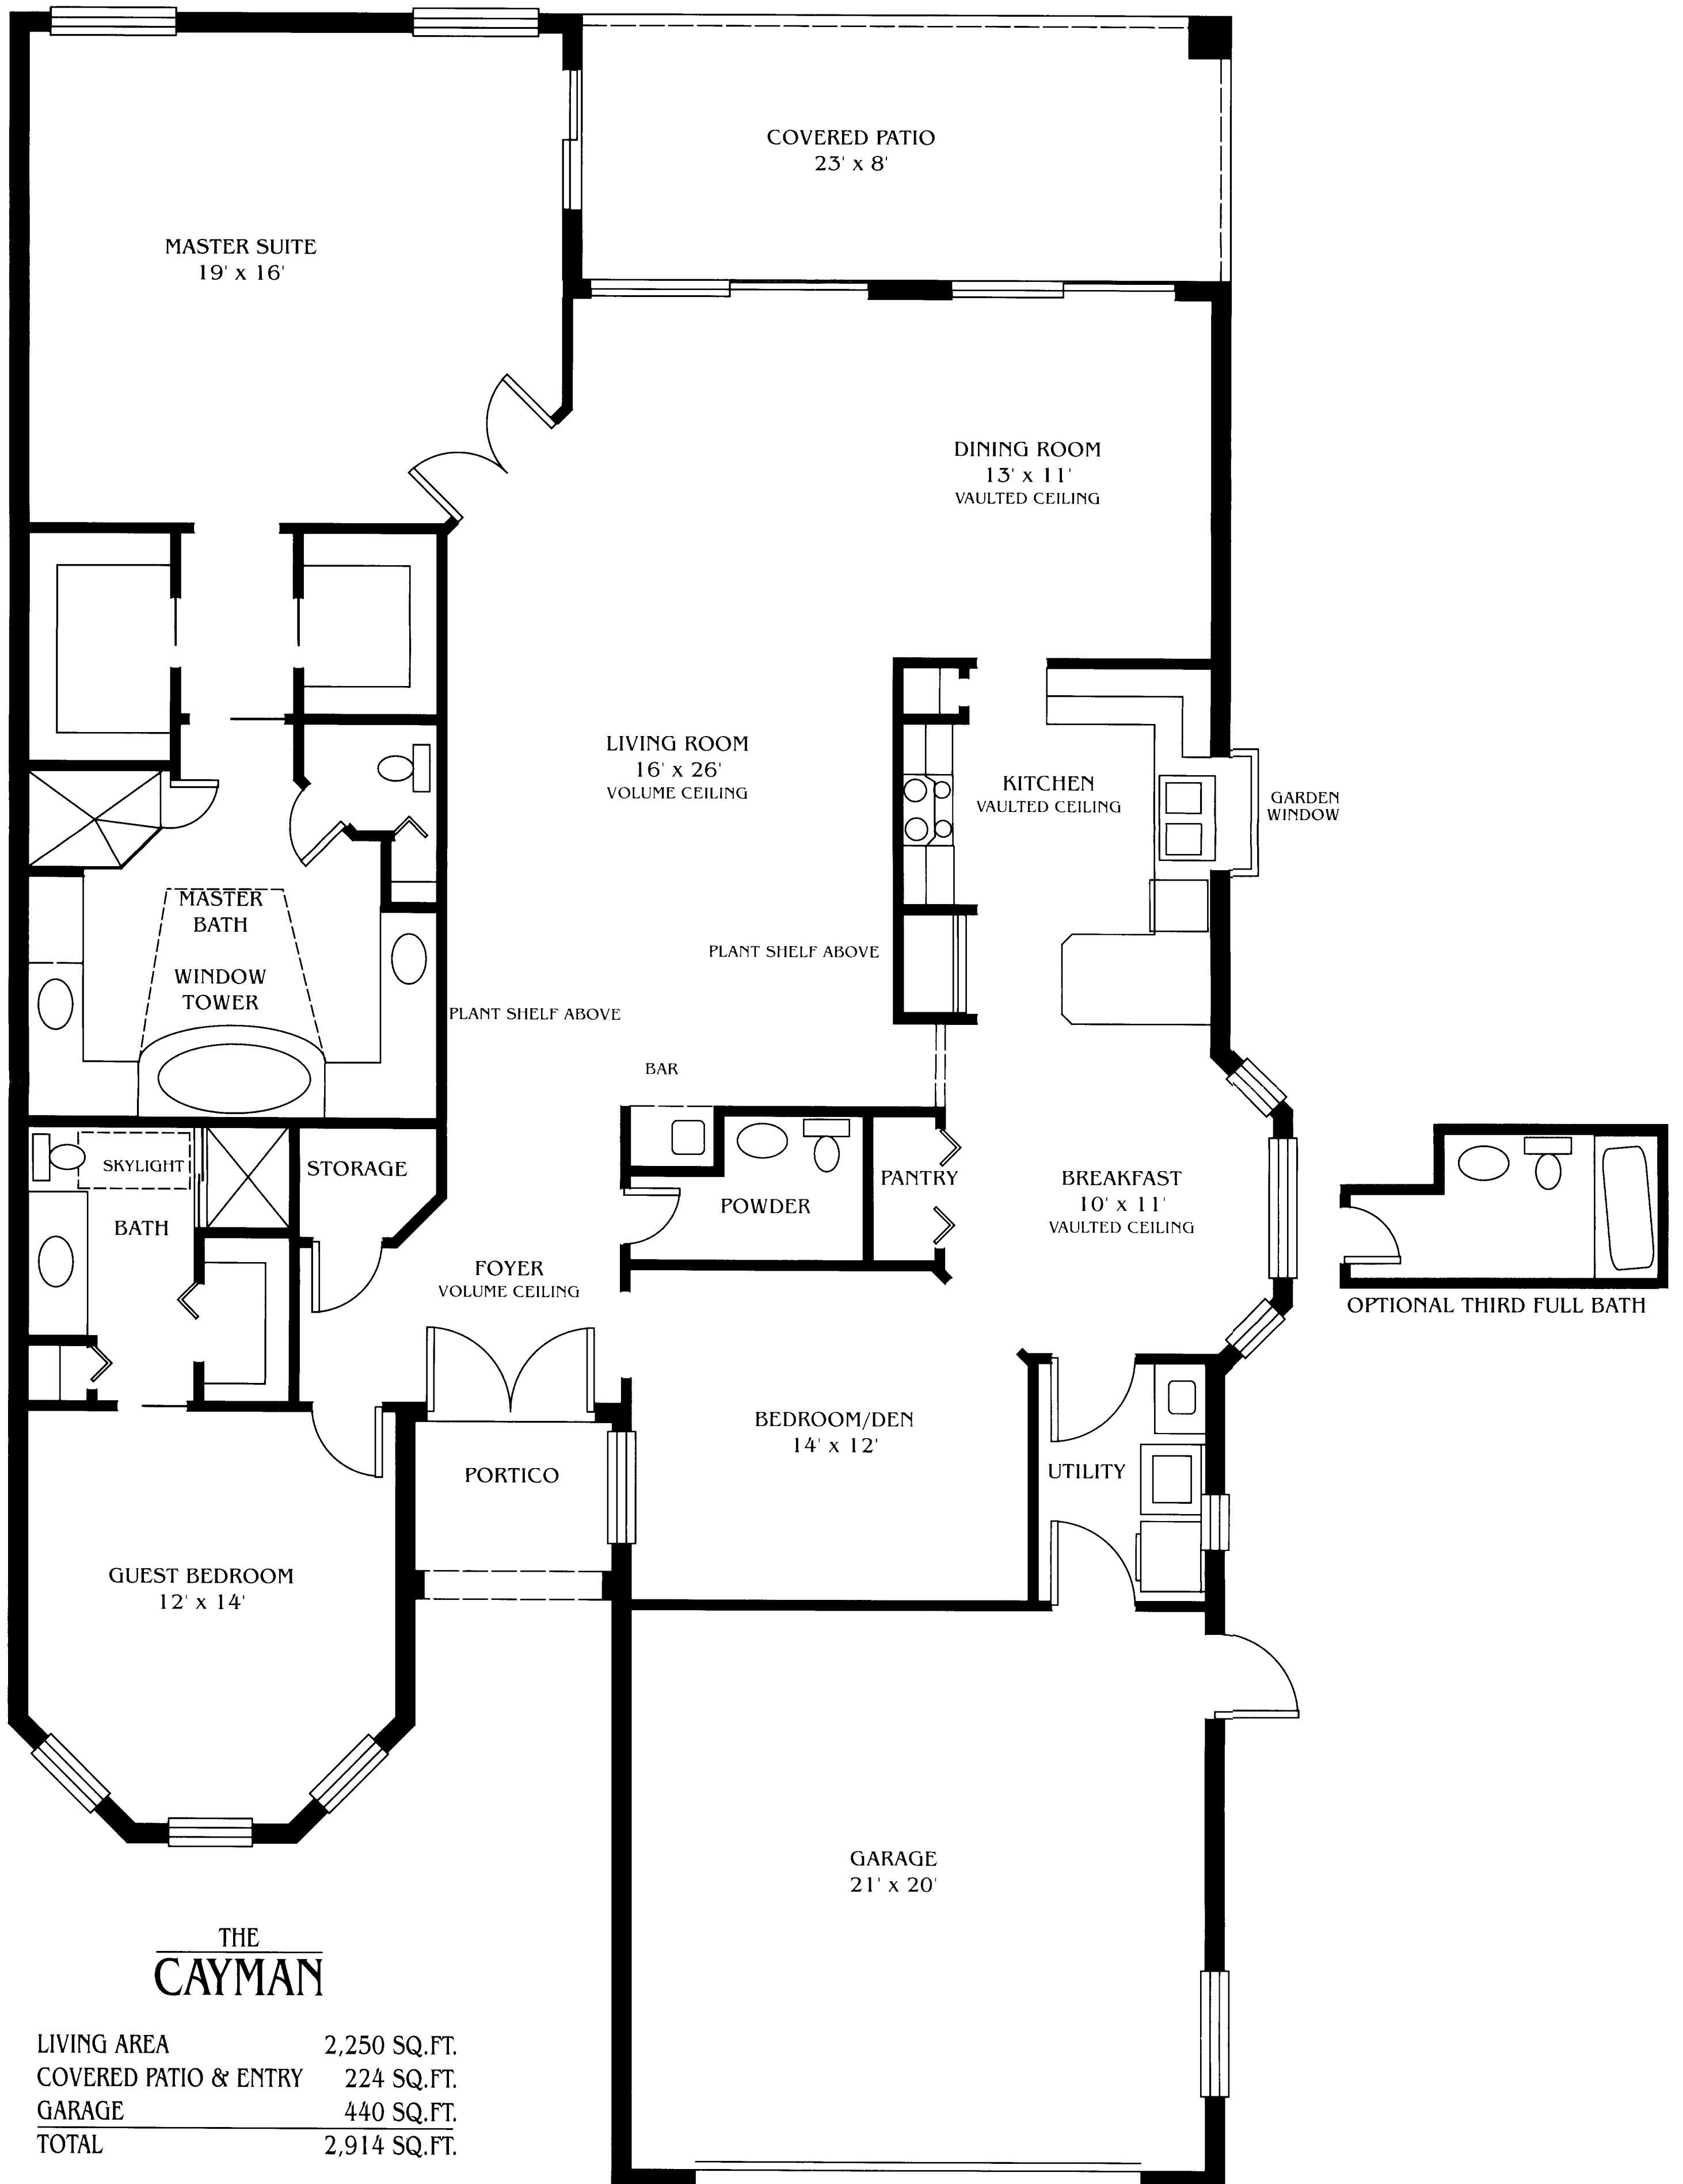 COVERED PATIO
23' x 8'
MASTER SUITE
19' x 16'
DINING ROOM
13' x 11'
VAULTED CEILING
LIVING ROOM
16' x 26'
VOLUME CEILING
KITCHEN
VAULTED CEILING
GARDEN
WINDOW
MASTER
BATH
WINDOW
TOWER
PLANT SHELF ABOVE
PLANT SHELF ABOVE
BAR
SKYLIGHT
STORAGE
BATH
POWDER
PANTRY
BREAKFAST
10' x 11'
VAULTED CEILING
FOYER
VOLUME CEILING
OPTIONAL THIRD FULL BATH
BEDROOM/DEN
14' x 12'
PORTICO
UTILITY
GUEST BEDROOM
12' x 14'
GARAGE
21' x 20'
THE
CAYMAN
LIVING AREA 2,250 SQ.FT.
COVERED PATIO & ENTRY 224 SQ.FT.
GARAGE 440 SQ.FT.
TOTAL 2,914 SQ.FT.